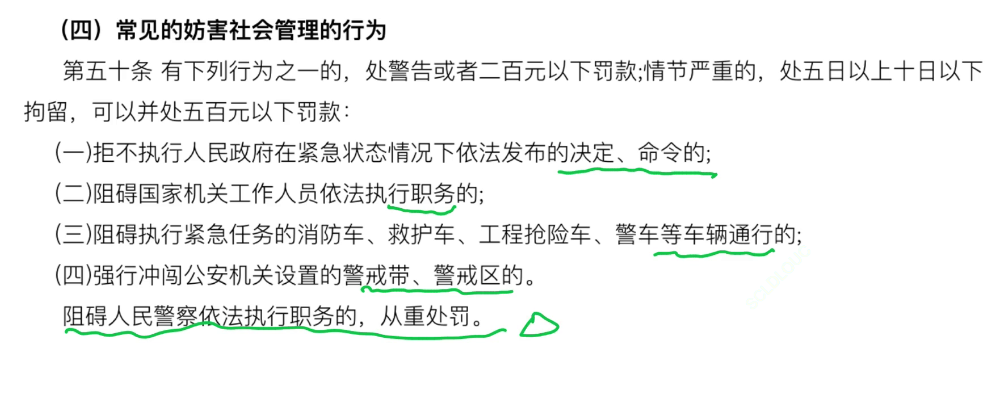 （四）常见的妨害社会管理的行为
第五十条 有下列行为之一的，处警告或者二百元以下罚款;情节严重的，处五日以上十日以下
拘留，可以并处五百元以下罚款：
(一)拒不执行人民政府在紧急状态情况下依法发布的决定、命令的;
(二)阻碍国家机关工作人员依法执行职务的;
(三)阻碍执行紧急任务的消防车、救护车、工程抢险车、警车等车辆通行的;
(四)强行冲闯公安机关设置的警戒带、警戒区的。
阻碍人民警察依法执行职务的，从重处罚。